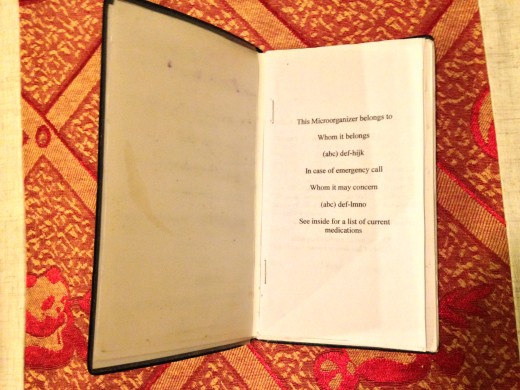 This Microorganizer belongs to
Whom it belongs
(abc) def-hijk
In case of emergency call
Whom it may concern
(abc) def-lmno
See inside for a list of current
medications